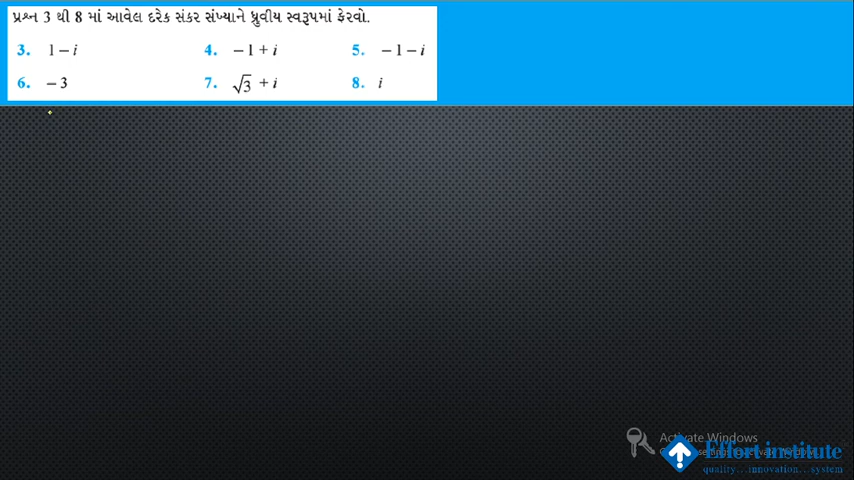 પ્રશ્ન 3 થી 8 માં આવેલ દરેક સંકર સંખ્યાને ધ્રુવીય સ્વરૂપમાં ફેરવો.
3. 1 – i 4. – 1 + i 5. – 1 – i
6. – 3 7. √3 + i 8. i
Activate Windows
Effort institute
quality...innovation...system